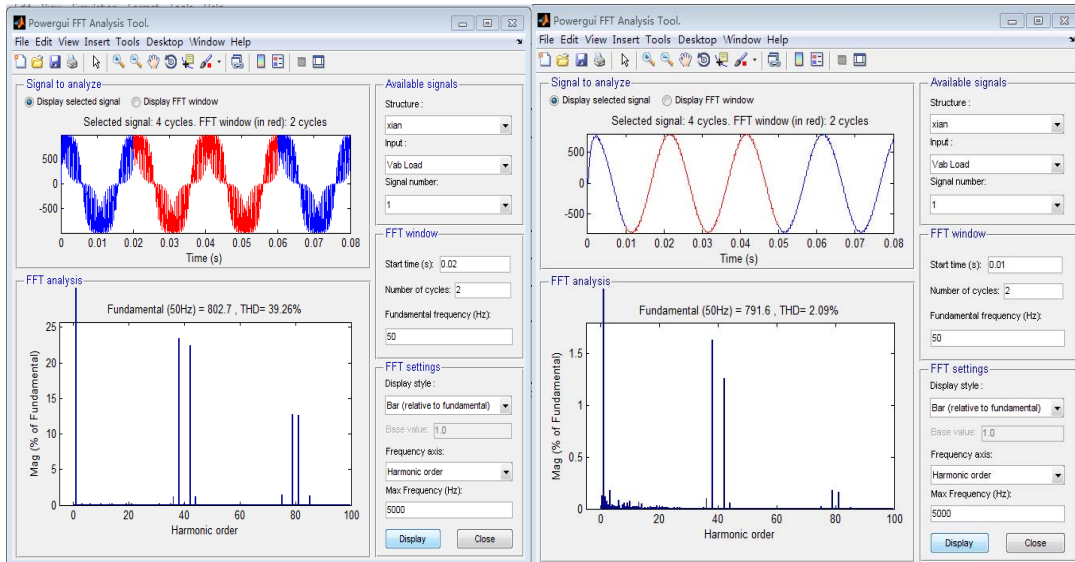 Powergui FFT Analysis Tool.
File Edit View Insert Tools Desktop Window Help
Signal to analyze
Display selected signal
Display FFT window
Selected signal: 4 cycles. FFT window (in red): 2 cycles
500
0
-500
0 0.01 0.02 0.03 0.04 0.05 0.06 0.07 0.08
Time (s)
FFT analysis
Fundamental (50Hz) = 802.7 , THD= 39.26%
25
20
15
10
5
0
0 20 40 60 80 100
Mag (% of Fundamental)
Harmonic order
Available signals
Structure :
xian
Input :
Vab Load
Signal number:
1
FFT window
Start time (s): 0.02
Number of cycles: 2
Fundamental frequency (Hz):
50
FFT settings
Display style :
Bar (relative to fundamental)
Base value: 1.0
Frequency axis:
Harmonic order
Max Frequency (Hz):
5000
Display
Close
Powergui FFT Analysis Tool.
File Edit View Insert Tools Desktop Window Help
Signal to analyze
Display selected signal
Display FFT window
Selected signal: 4 cycles. FFT window (in red): 2 cycles
500
0
-500
0 0.01 0.02 0.03 0.04 0.05 0.06 0.07 0.08
Time (s)
FFT analysis
Fundamental (50Hz) = 791.6 , THD= 2.09%
1.5
1
0.5
0
0 20 40 60 80 100
Mag (% of Fundamental)
Harmonic order
Available signals
Structure :
xian
Input :
Vab Load
Signal number:
1
FFT window
Start time (s): 0.01
Number of cycles: 2
Fundamental frequency (Hz):
50
FFT settings
Display style :
Bar (relative to fundamental)
Base value: 1.0
Frequency axis:
Harmonic order
Max Frequency (Hz):
5000
Display
Close